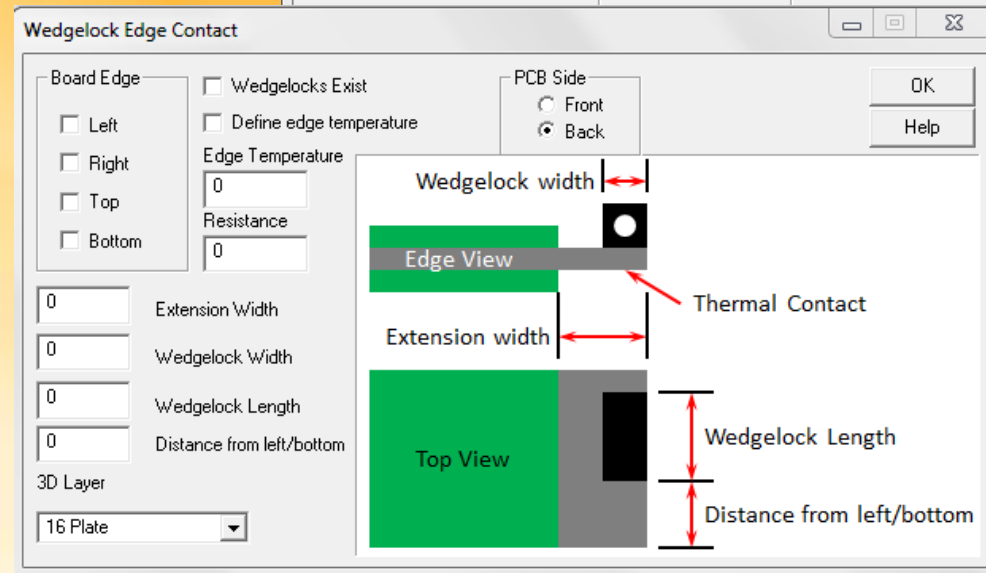 Wedgelock Edge Contact
Board Edge
Left
Right
Top
Bottom
Wedgelocks Exist
Define edge temperature
Edge Temperature
0
Resistance
0
PCB Side
Front
Back
OK
Help
0 Extension Width
0 Wedgelock Width
0 Wedgelock Length
0 Distance from left/bottom
3D Layer
16 Plate
Wedgelock width
Edge View
Thermal Contact
Extension width
Top View
Wedgelock Length
Distance from left/bottom